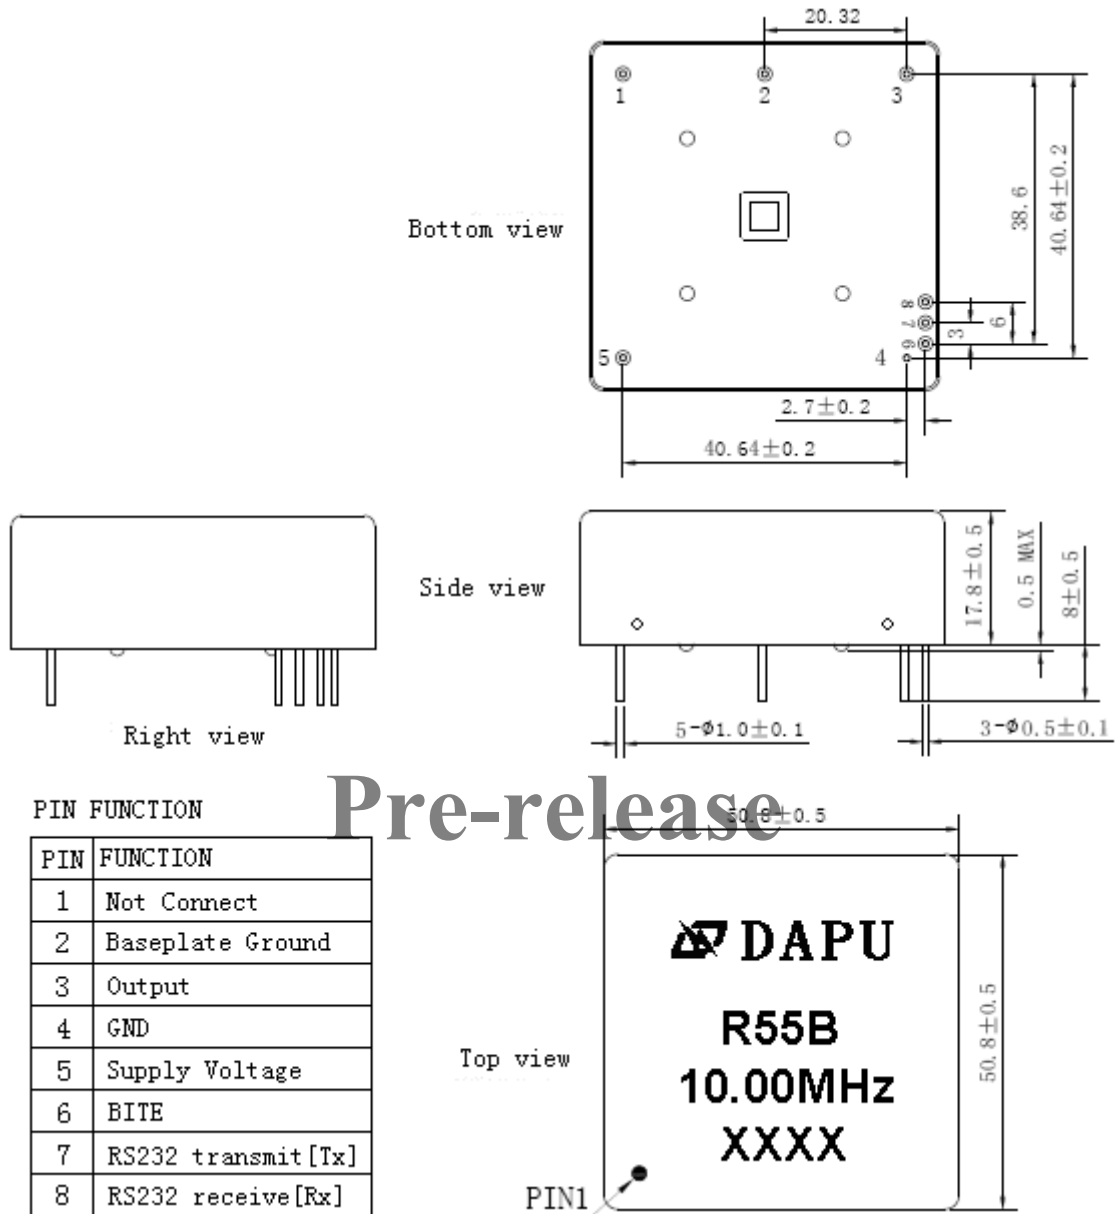 20.32
1
2
3
38.6
40.64±0.2
Bottom view
8
7
6
3
6
5
4
2.7±0.2
40.64±0.2
Side view
17.8±0.5
0.5 MAX
8±0.5
Right view
5-Φ1.0±0.1
3-Φ0.5±0.1
Pre-release
PIN FUNCTION
PIN FUNCTION
1 Not Connect
2 Baseplate Ground
3 Output
4 GND
5 Supply Voltage
6 BITE
7 RS232 transmit[Tx]
8 RS232 receive[Rx]
50.8±0.5
DAPU
R55B
10.00MHz
XXXX
50.8±0.5
Top view
PIN1